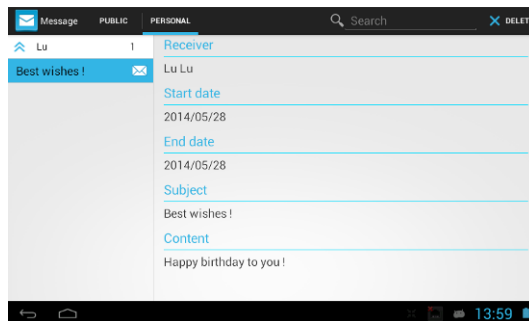 Message PUBLIC PERSONAL Search DELET
Lu 1
Best wishes !
Receiver
Lu Lu
Start date
2014/05/28
End date
2014/05/28
Subject
Best wishes !
Content
Happy birthday to you !
13:59